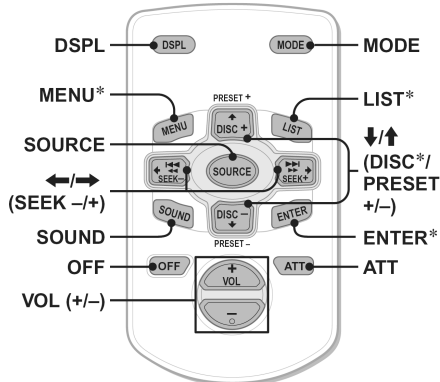 DSPL
DSPL
MODE
MODE
PRESET +
MENU*
MENU
DISC +
LIST
LIST*
SOURCE
SEEK–
SOURCE
SEEK+
↓/↑
(DISC*/
PRESET
+/–)
←/→
(SEEK –/+)
SOUND
SOUND
DISC –
ENTER
ENTER*
PRESET –
OFF
OFF
ATT
ATT
+
VOL
–
VOL (+/–)